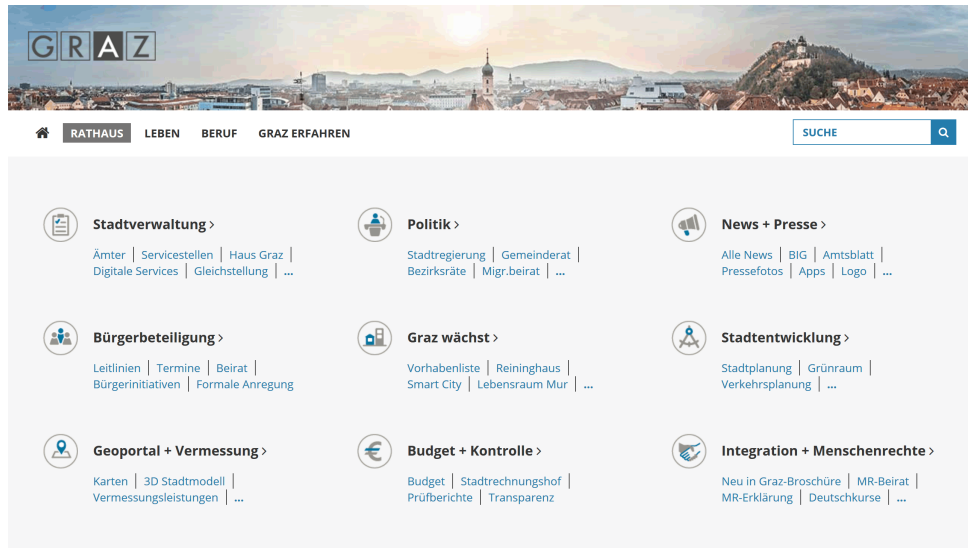 GRAZ
RATHAUS LEBEN BERUF GRAZ ERFAHREN SUCHE
Stadtverwaltung >
Ämter | Servicestellen | Haus Graz |
Digitale Services | Gleichstellung | ...
Politik >
Stadtregierung | Gemeinderat |
Bezirksräte | Migr.beirat | ...
News + Presse >
Alle News | BIG | Amtsblatt |
Pressefotos | Apps | Logo | ...
Bürgerbeteiligung >
Leitlinien | Termine | Beirat |
Bürgerinitiativen | Formale Anregung
Graz wächst >
Vorhabenliste | Reininghaus |
Smart City | Lebensraum Mur | ...
Stadtentwicklung >
Stadtplanung | Grünraum |
Verkehrsplanung | ...
Geoportal + Vermessung >
Karten | 3D Stadtmodell |
Vermessungsleistungen | ...
Budget + Kontrolle >
Budget | Stadtrechnungshof |
Prüfberichte | Transparenz
Integration + Menschenrechte >
Neu in Graz-Broschüre | MR-Beirat |
MR-Erklärung | Deutschkurse | ...